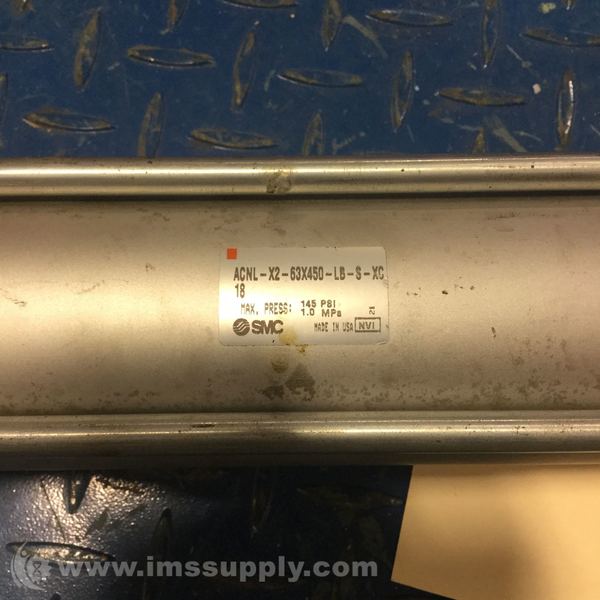 ACNL-X2-63X450-LB-S-XC
18
MAX. PRESS: 145 PSI
1.0 MPa
SMC MADE IN USA NVI 21
www.imssupply.com